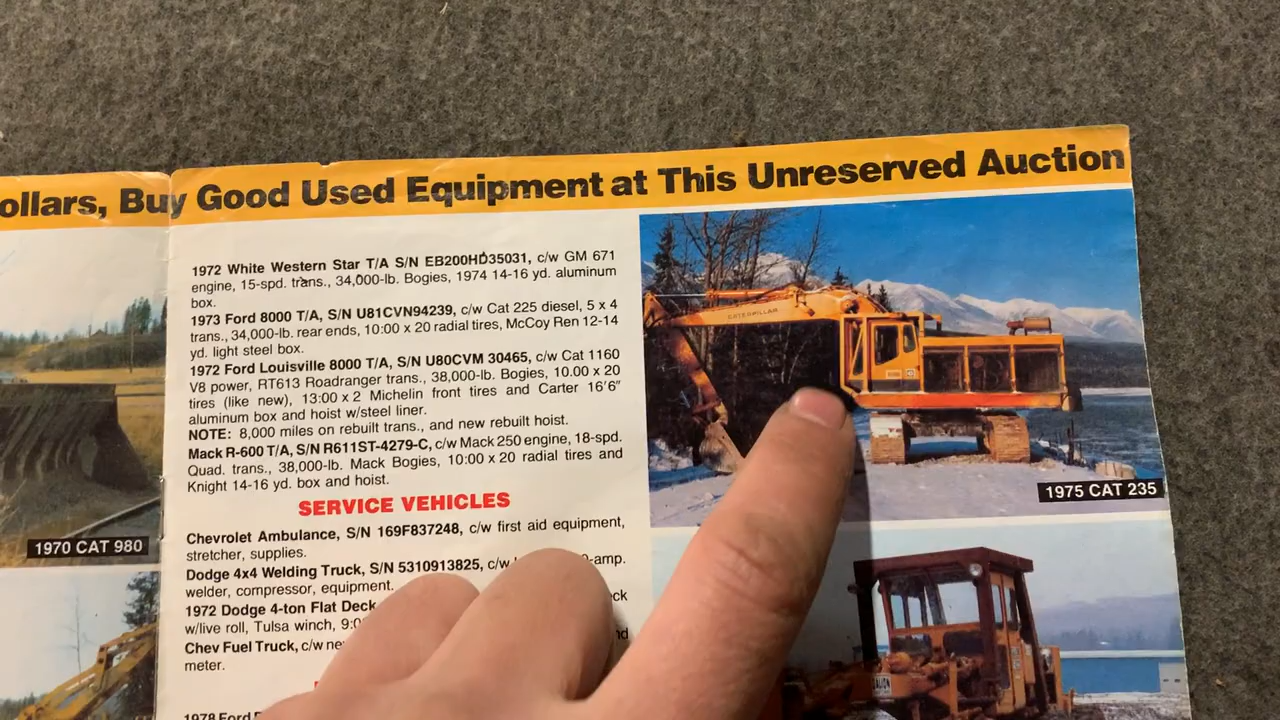 ollars, Buy Good Used Equipment at This Unreserved Auction
1972 White Western Star T/A S/N EB200HD35031, c/w GM 671
engine, 15-spd. trans., 34,000-lb. Bogies, 1974 14-16 yd. aluminum
box.
1973 Ford 8000 T/A, S/N U81CVN94239, c/w Cat 225 diesel, 5 x 4
trans., 34,000-lb. rear ends, 10:00 x 20 radial tires, McCoy Ren 12-14
yd. light steel box.
1972 Ford Louisville 8000 T/A, S/N U80CVM 30465, c/w Cat 1160
V8 power, RT613 Roadranger trans., 38,000-lb. Bogies, 10.00 x 20
tires (like new), 13:00 x 2 Michelin front tires and Carter 16'6"
aluminum box and hoist w/steel liner.
NOTE: 8,000 miles on rebuilt trans., and new rebuilt hoist.
Mack R-600 T/A, S/N R611ST-4279-C, c/w Mack 250 engine, 18-spd.
Quad. trans., 38,000-lb. Mack Bogies, 10:00 x 20 radial tires and
Knight 14-16 yd. box and hoist.
SERVICE VEHICLES
Chevrolet Ambulance, S/N 169F837248, c/w first aid equipment,
stretcher, supplies.
Dodge 4x4 Welding Truck, S/N 5310913825, c/w -amp.
welder, compressor, equipment.
1972 Dodge 4-ton Flat Deck eck
w/live roll, Tulsa winch, 9:0
Chev Fuel Truck, c/w ne nd
meter.
1978 Ford
1970 CAT 980
CATERPILLAR
1975 CAT 235
GALION